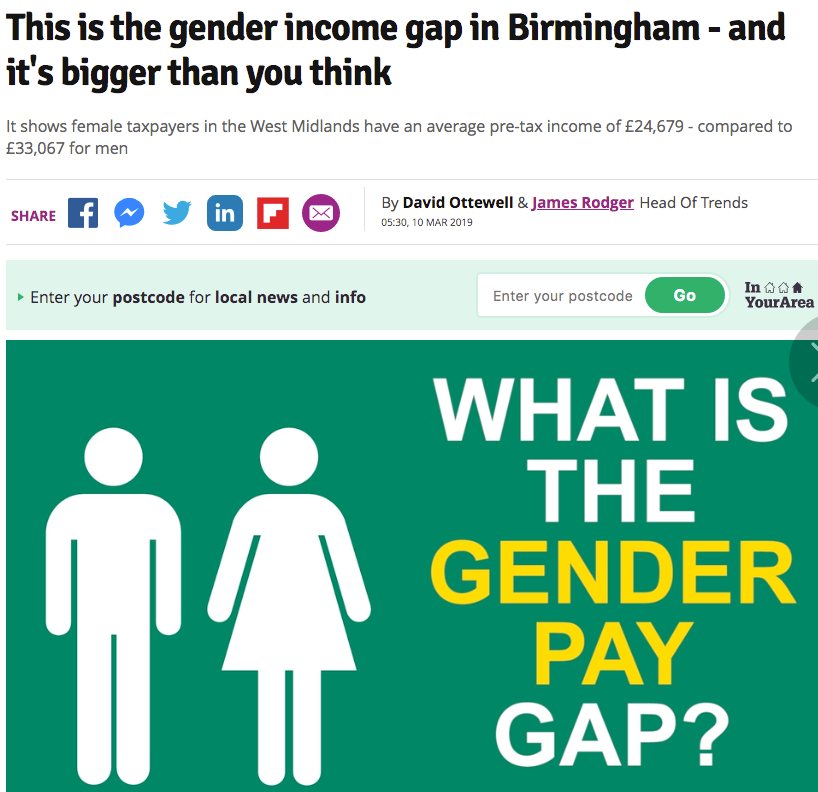 This is the gender income gap in Birmingham - and
it's bigger than you think
It shows female taxpayers in the West Midlands have an average pre-tax income of £24,679 - compared to
£33,067 for men
SHARE
in
By David Ottewell & James Rodger Head Of Trends
05:30, 10 MAR 2019
Enter your postcode for local news and info
Enter your postcode
Go
In
YourArea
WHAT IS
THE
GENDER
PAY
GAP?